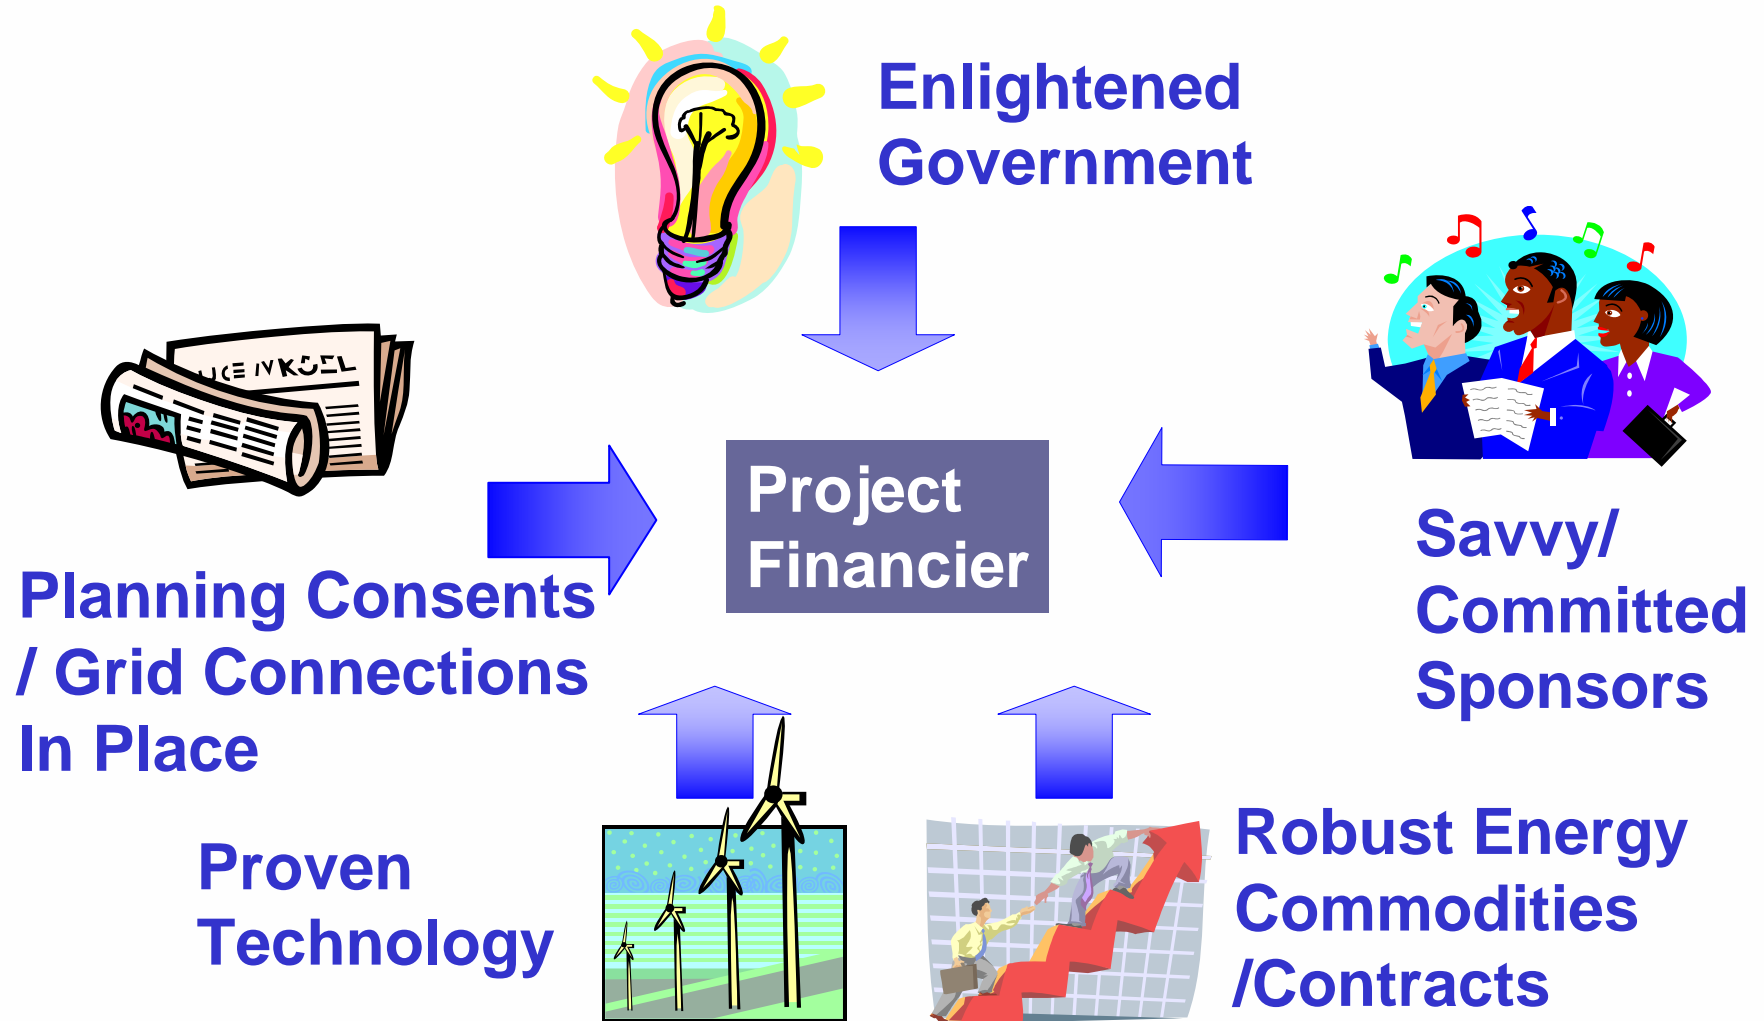 Enlightened
Government
Project
Financier
Savvy/
Committed
Sponsors
Planning Consents
/ Grid Connections
In Place
Proven
Technology
Robust Energy
Commodities
/Contracts